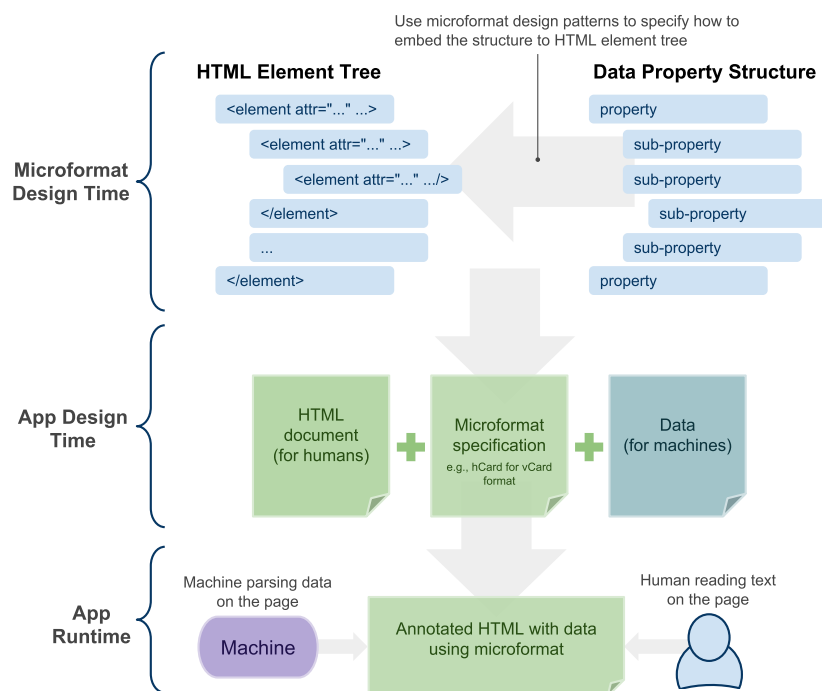 Use microformat design patterns to specify how to
embed the structure to HTML element tree
HTML Element Tree
Data Property Structure
Microformat
Design Time
<element attr="..." ...>
<element attr="..." ...>
<element attr="..." .../>
</element>
...
</element>
property
sub-property
sub-property
sub-property
sub-property
property
App Design
Time
HTML
document
(for humans)
Microformat
specification
e.g., hCard for vCard
format
Data
(for machines)
App
Runtime
Machine parsing data
on the page
Machine
Annotated HTML with data
using microformat
Human reading text
on the page